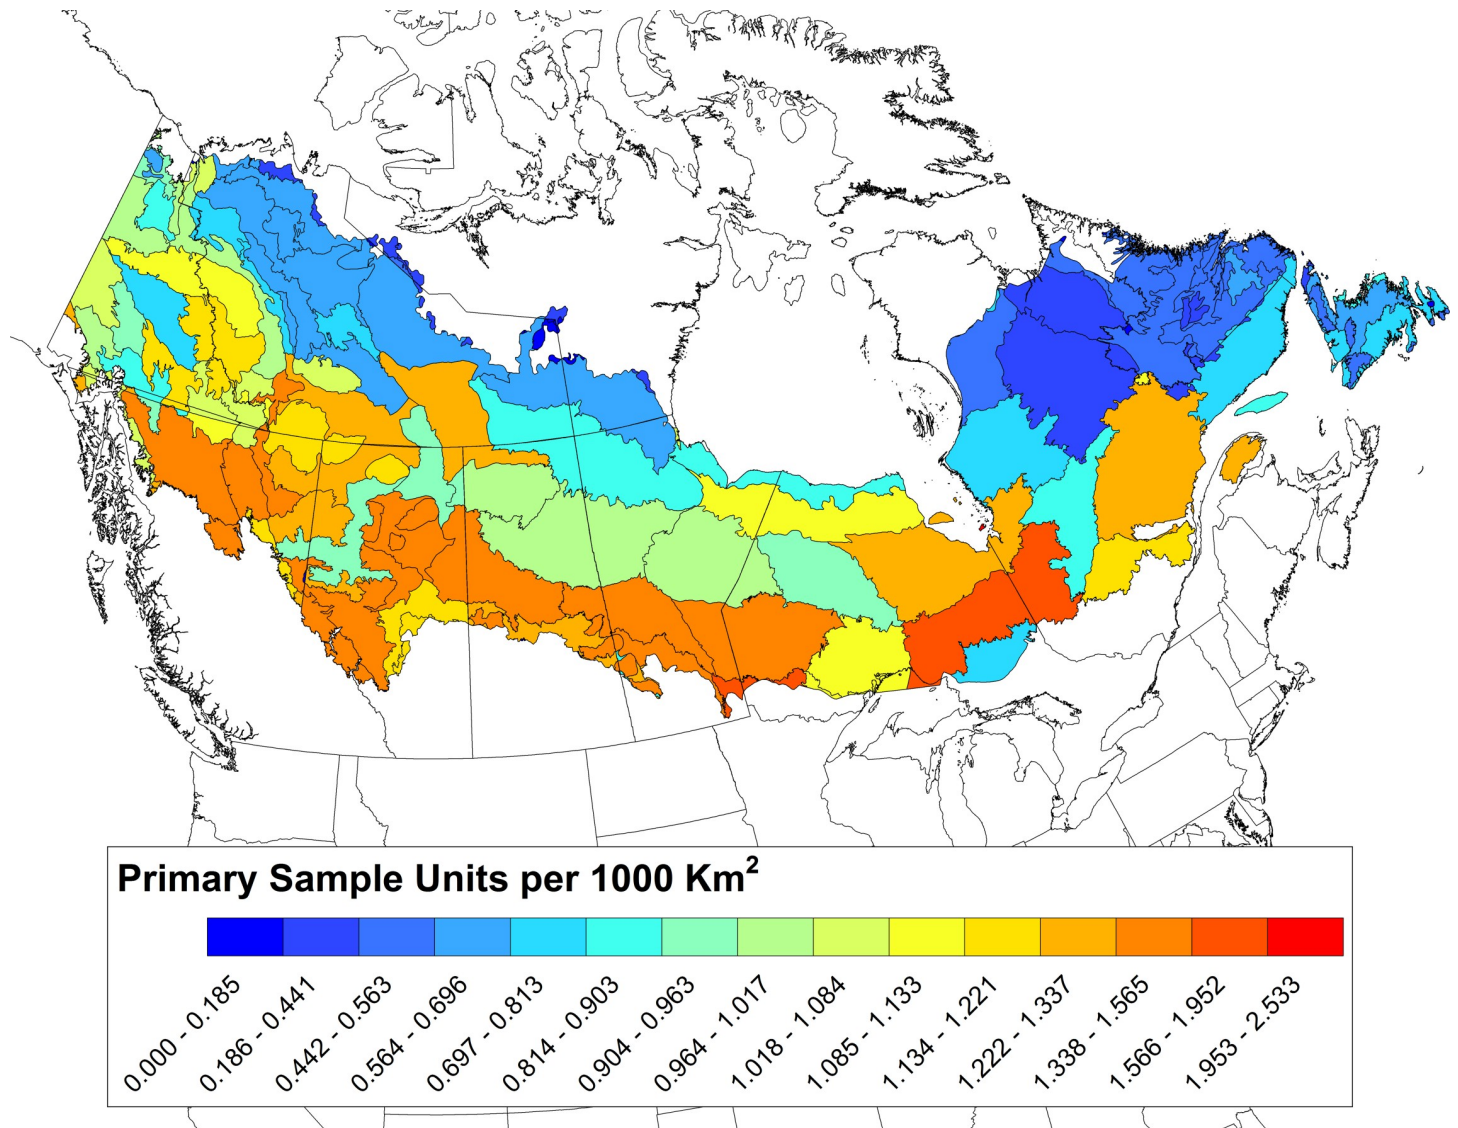 Primary Sample Units per 1000 Km²
0.000 - 0.185
0.186 - 0.441
0.442 - 0.563
0.564 - 0.696
0.697 - 0.813
0.814 - 0.903
0.904 - 0.963
0.964 - 1.017
1.018 - 1.084
1.085 - 1.133
1.134 - 1.221
1.222 - 1.337
1.338 - 1.565
1.566 - 1.952
1.953 - 2.533